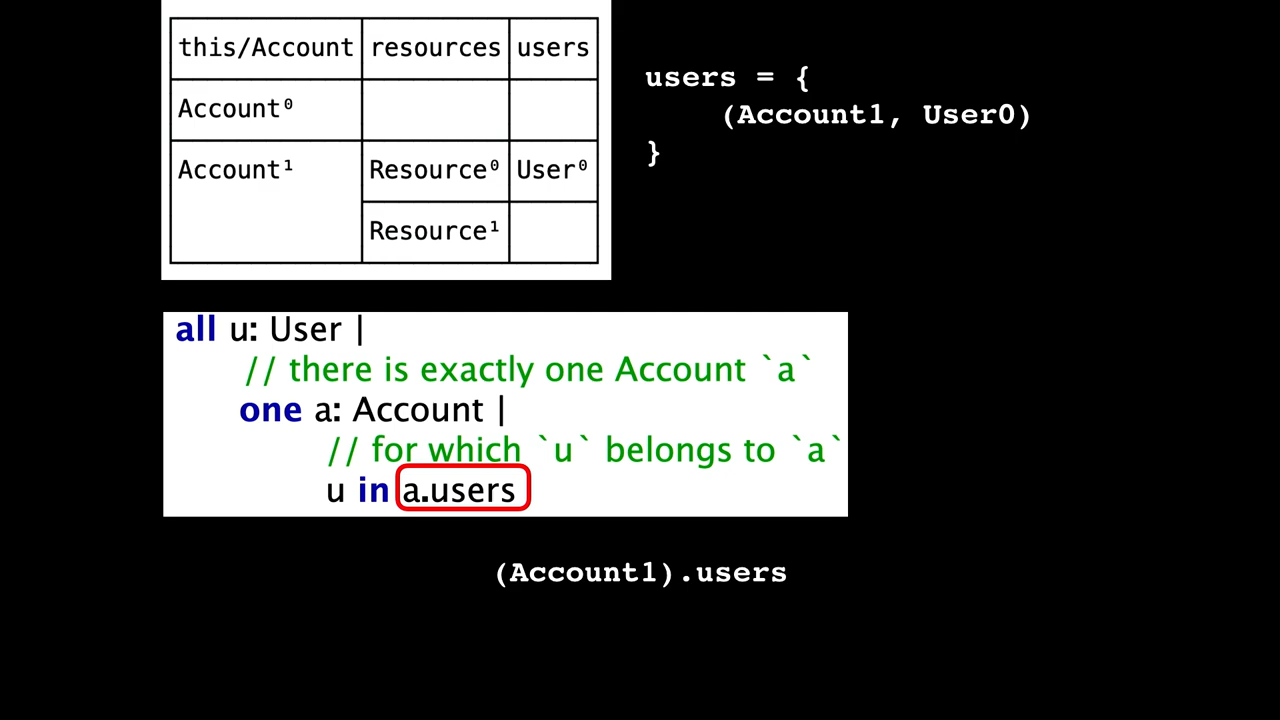 this/Account resources users
Account⁰
Account¹ Resource⁰ User⁰
Resource¹
users = {
(Account1, User0)
}
all u: User |
// there is exactly one Account `a`
one a: Account |
// for which `u` belongs to `a`
u in a.users
(Account1).users